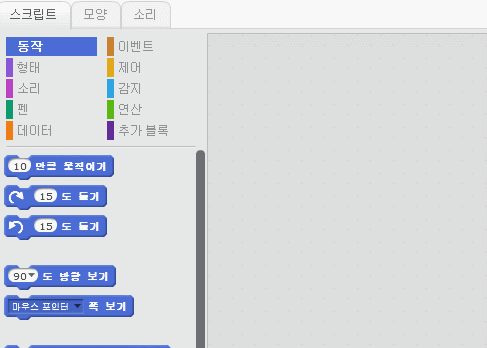 스크립트 모양 소리
동작 이벤트
형태 제어
소리 감지
펜 연산
데이터 추가 블록
10 만큼 움직이기
15 도 돌기
15 도 돌기
90 도 방향 보기
마우스 포인터 쪽 보기